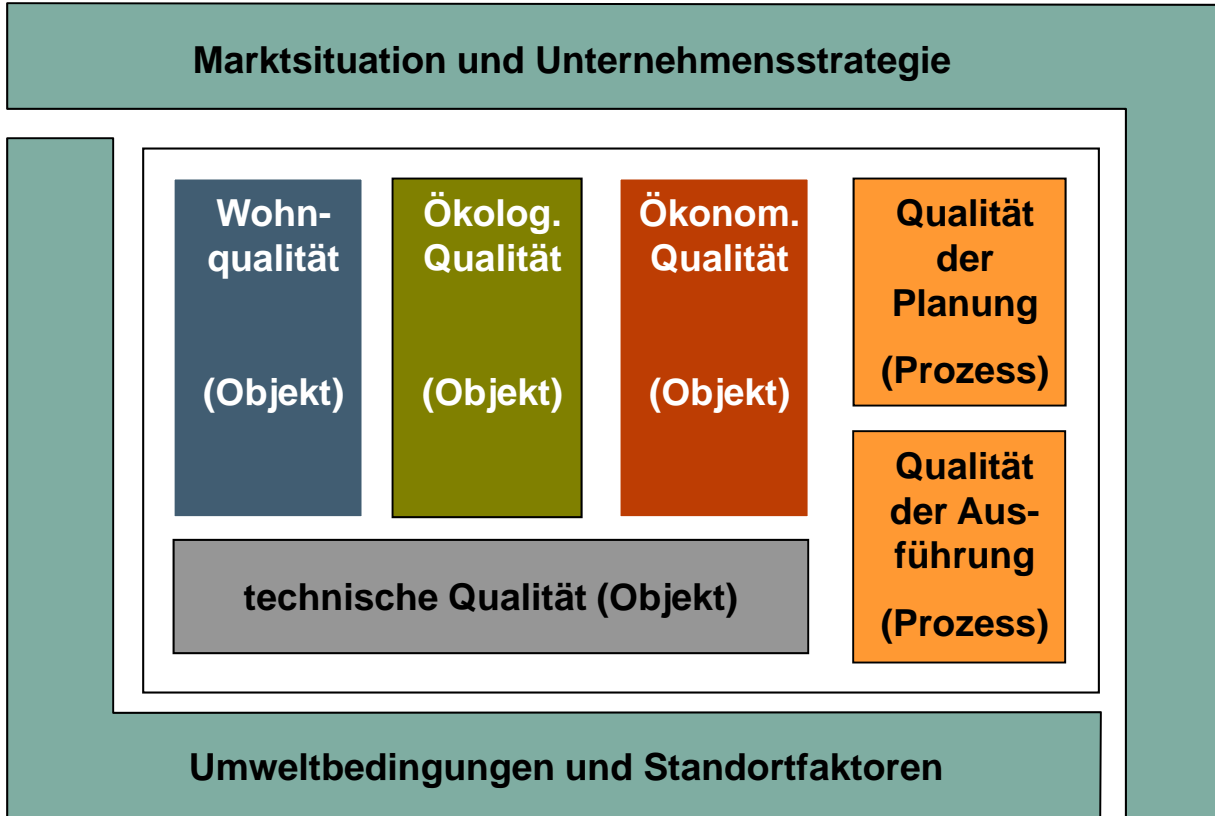 Marktsituation und Unternehmensstrategie
Wohn-
qualität
(Objekt)
Ökolog.
Qualität
(Objekt)
Ökonom.
Qualität
(Objekt)
Qualität
der
Planung
(Prozess)
Qualität
der Aus-
führung
(Prozess)
technische Qualität (Objekt)
Umweltbedingungen und Standortfaktoren